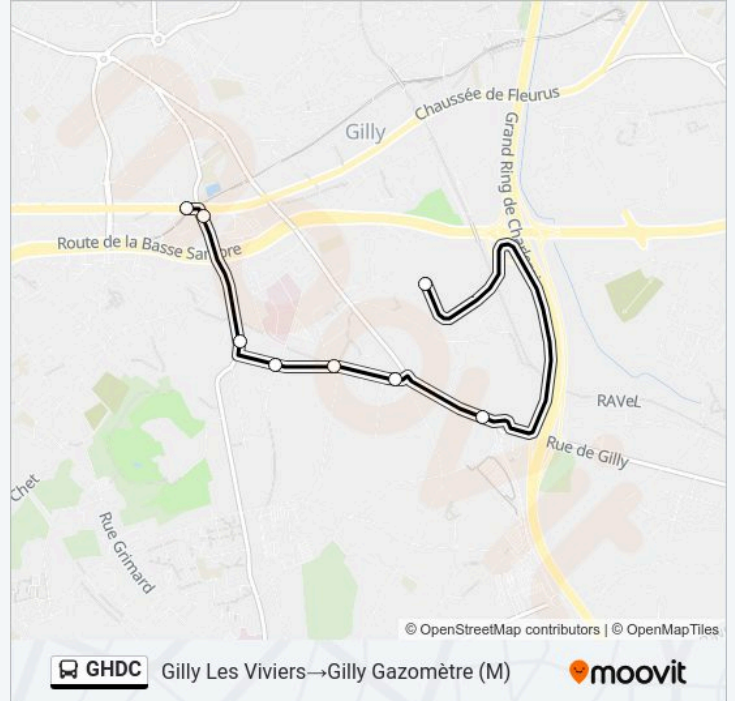 Chaussée de Fleurus
Gilly
Grand Ring de Charl
Route de la Basse Sambre
RAVeL
Rue de Gilly
Chet
Rue Grimard
© OpenStreetMap contributors | © OpenMapTiles
GHDC Gilly Les Viviers→Gilly Gazomètre (M) moovit